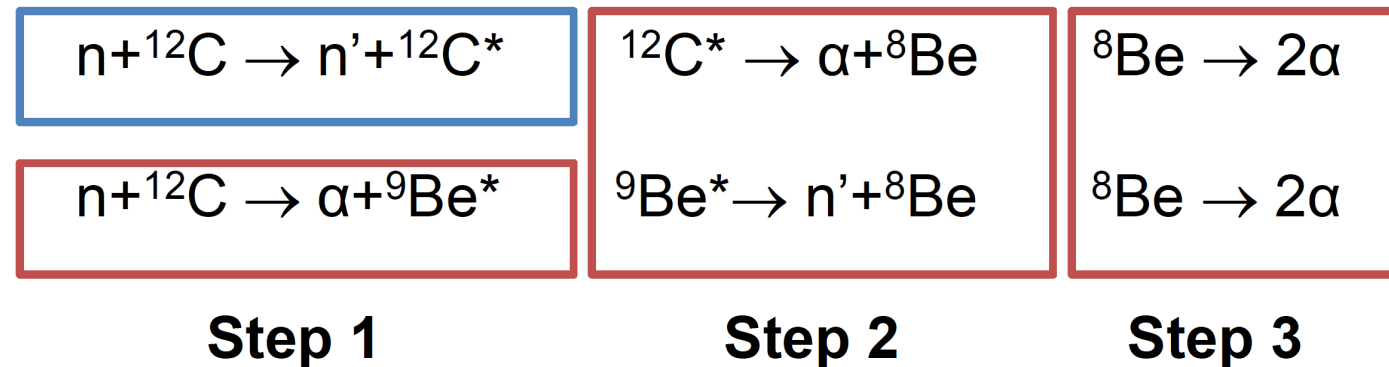 n+¹²C → n’+¹²C*
¹²C* → α+⁸Be
⁸Be → 2α
n+¹²C → α+⁹Be*
⁹Be*→ n’+⁸Be
⁸Be → 2α
Step 1
Step 2
Step 3